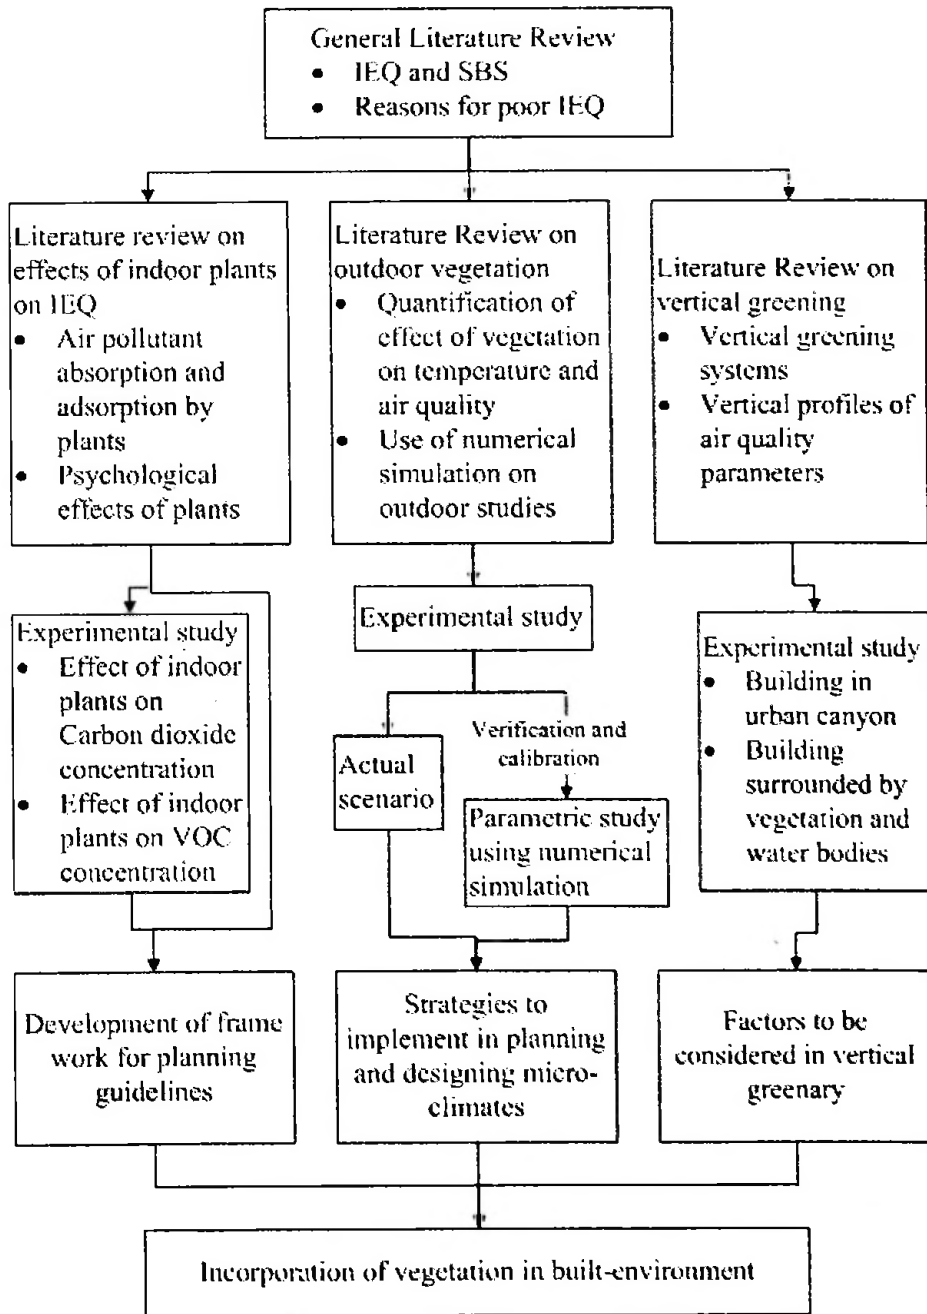 General Literature Review
• IEQ and SBS
• Reasons for poor IEQ
Literature review on
effects of indoor plants
on IEQ
• Air pollutant
absorption and
adsorption by
plants
• Psychological
effects of plants
Literature Review on
outdoor vegetation
• Quantification of
effect of vegetation
on temperature and
air quality
• Use of numerical
simulation on
outdoor studies
Literature Review on
vertical greening
• Vertical greening
systems
• Vertical profiles of
air quality
parameters
Experimental study
• Effect of indoor
plants on
Carbon dioxide
concentration
• Effect of indoor
plants on VOC
concentration
Experimental study
Actual
scenario
Verification and
calibration
Parametric study
using numerical
simulation
Experimental study
• Building in
urban canyon
• Building
surrounded by
vegetation and
water bodies
Development of frame
work for planning
guidelines
Strategies to
implement in planning
and designing micro-
climates
Factors to be
considered in vertical
greenary
Incorporation of vegetation in built-environment